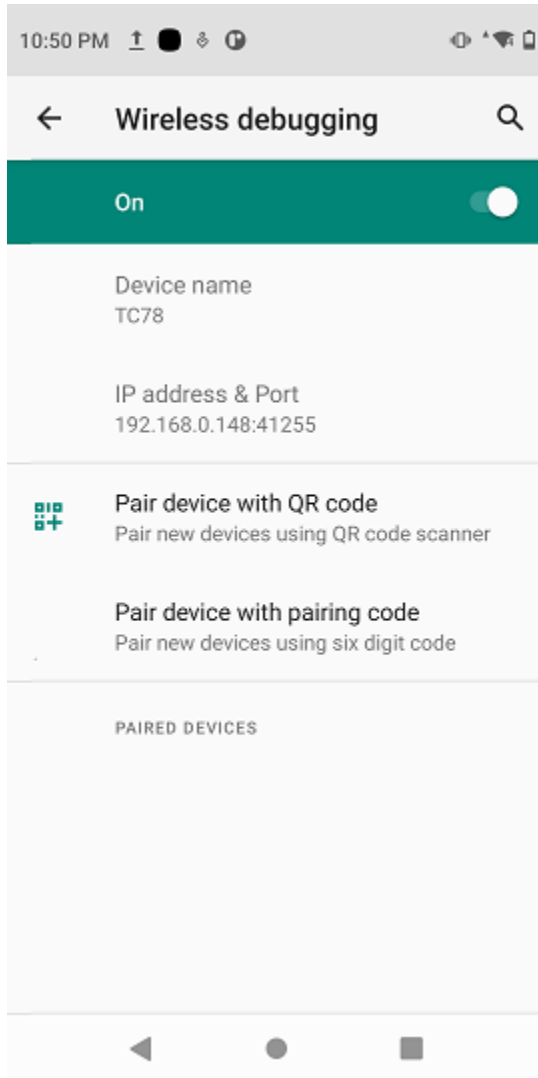 10:50 PM
Wireless debugging
On
Device name
TC78
IP address & Port
192.168.0.148:41255
Pair device with QR code
Pair new devices using QR code scanner
Pair device with pairing code
Pair new devices using six digit code
PAIRED DEVICES